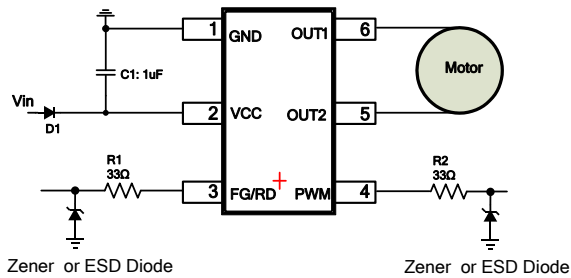 1 GND OUT1 6
C1: 1uF
Motor
Vin
D1
2 VCC OUT2 5
R1
33Ω
R2
33Ω
3 FG/RD PWM 4
Zener or ESD Diode
Zener or ESD Diode